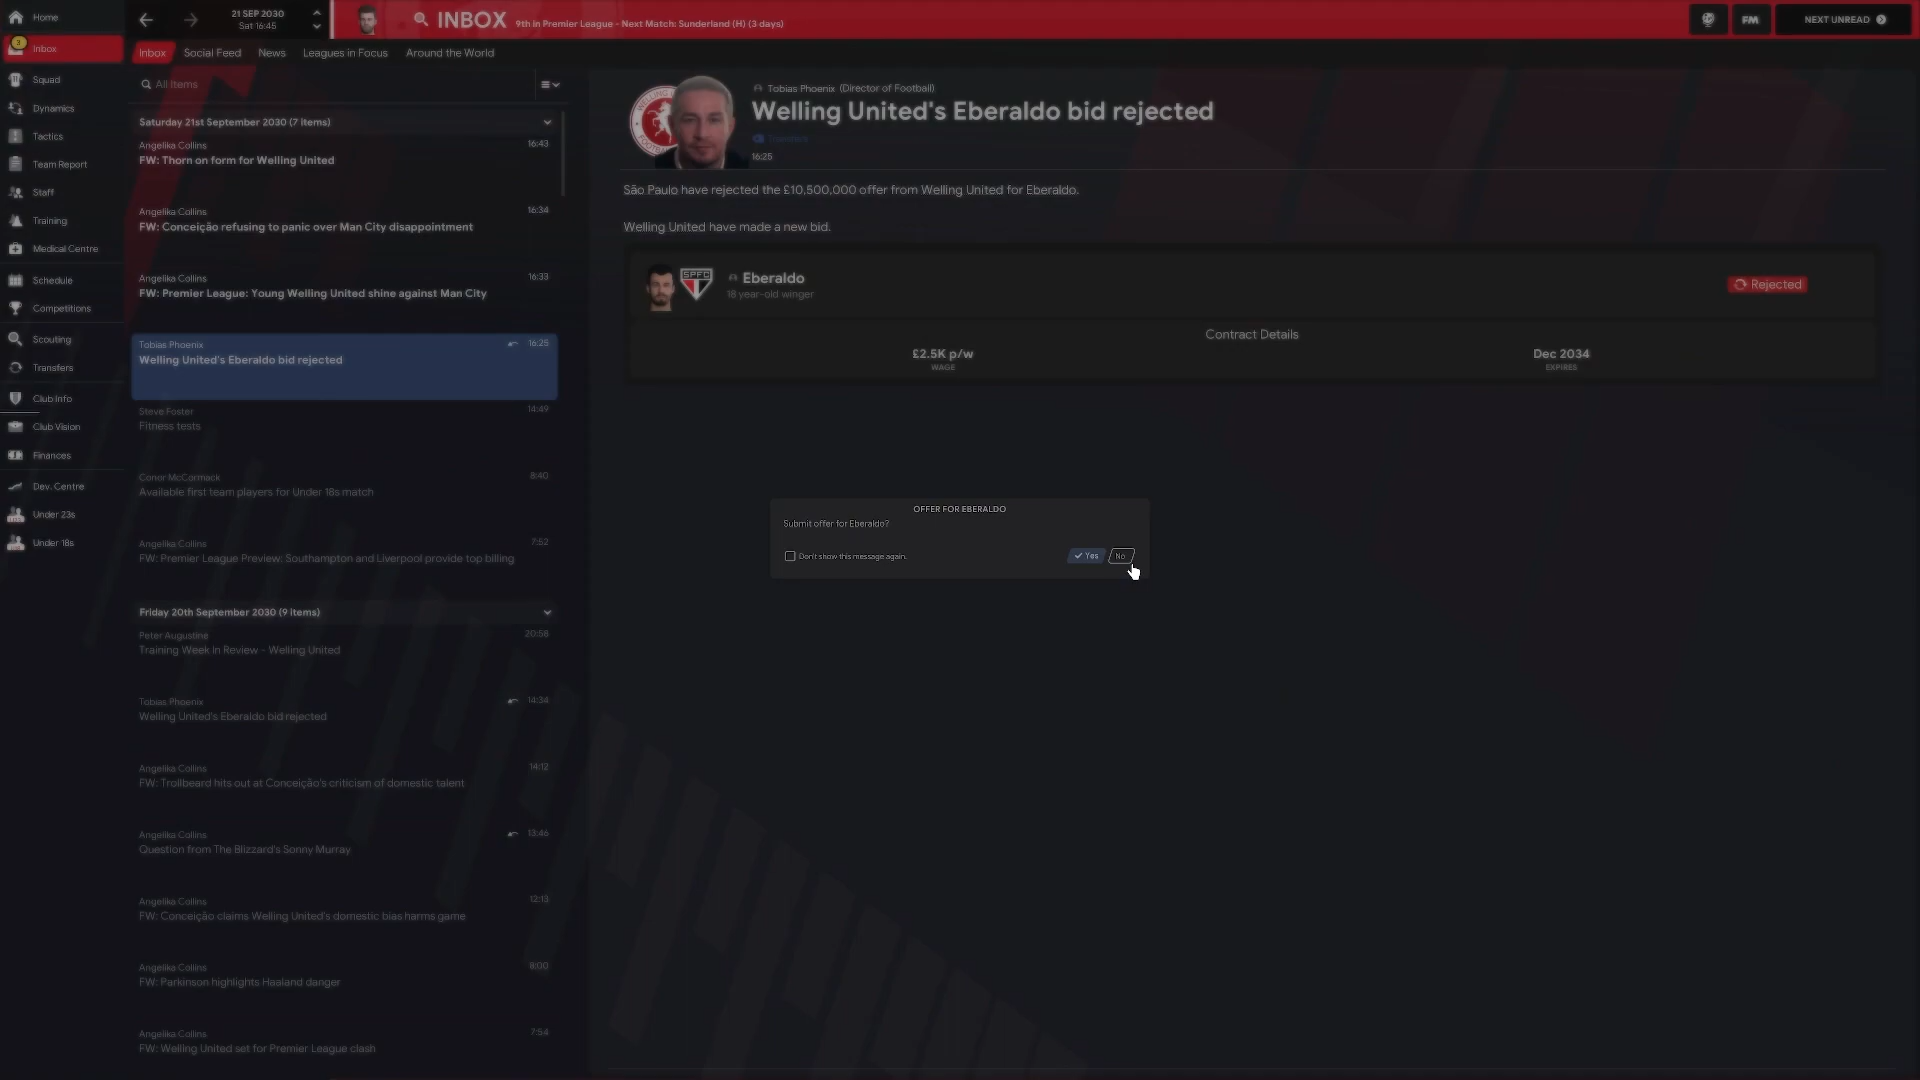 Home
21 SEP 2030
Sat 16:45
INBOX
9th in Premier League - Next Match: Sunderland (H) (3 days)
FM
NEXT UNREAD
3
Inbox
Inbox
Social Feed
News
Leagues in Focus
Around the World
Squad
Dynamics
Tactics
Team Report
Staff
Training
Medical Centre
Schedule
Competitions
Scouting
Transfers
Club Info
Club Vision
Finances
Dev. Centre
Under 23s
Under 18s
All Items
Saturday 21st September 2030 (7 items)
Angelika Collins
16:43
FW: Thorn on form for Welling United
Angelika Collins
16:34
FW: Conceição refusing to panic over Man City disappointment
Angelika Collins
16:33
FW: Premier League: Young Welling United shine against Man City
Tobias Phoenix
16:25
Welling United's Eberaldo bid rejected
Steve Foster
14:49
Fitness tests
Conor McCormack
8:40
Available first team players for Under 18s match
Angelika Collins
7:52
FW: Premier League Preview: Southampton and Liverpool provide top billing
Friday 20th September 2030 (9 items)
Peter Augustine
20:58
Training Week In Review - Welling United
Tobias Phoenix
14:34
Welling United's Eberaldo bid rejected
Angelika Collins
14:12
FW: Trollbeard hits out at Conceição's criticism of domestic talent
Angelika Collins
13:46
Question from The Blizzard's Sonny Murray
Angelika Collins
12:13
FW: Conceição claims Welling United's domestic bias harms game
Angelika Collins
8:00
FW: Parkinson highlights Haaland danger
Angelika Collins
7:54
FW: Welling United set for Premier League clash
Tobias Phoenix (Director of Football)
Welling United's Eberaldo bid rejected
Transfers
16:25
São Paulo have rejected the £10,500,000 offer from Welling United for Eberaldo.
Welling United have made a new bid.
SPFC
Eberaldo
18 year-old winger
Rejected
Contract Details
£2.5K p/w
WAGE
Dec 2034
EXPIRES
OFFER FOR EBERALDO
Submit offer for Eberaldo?
Don't show this message again.
Yes
No